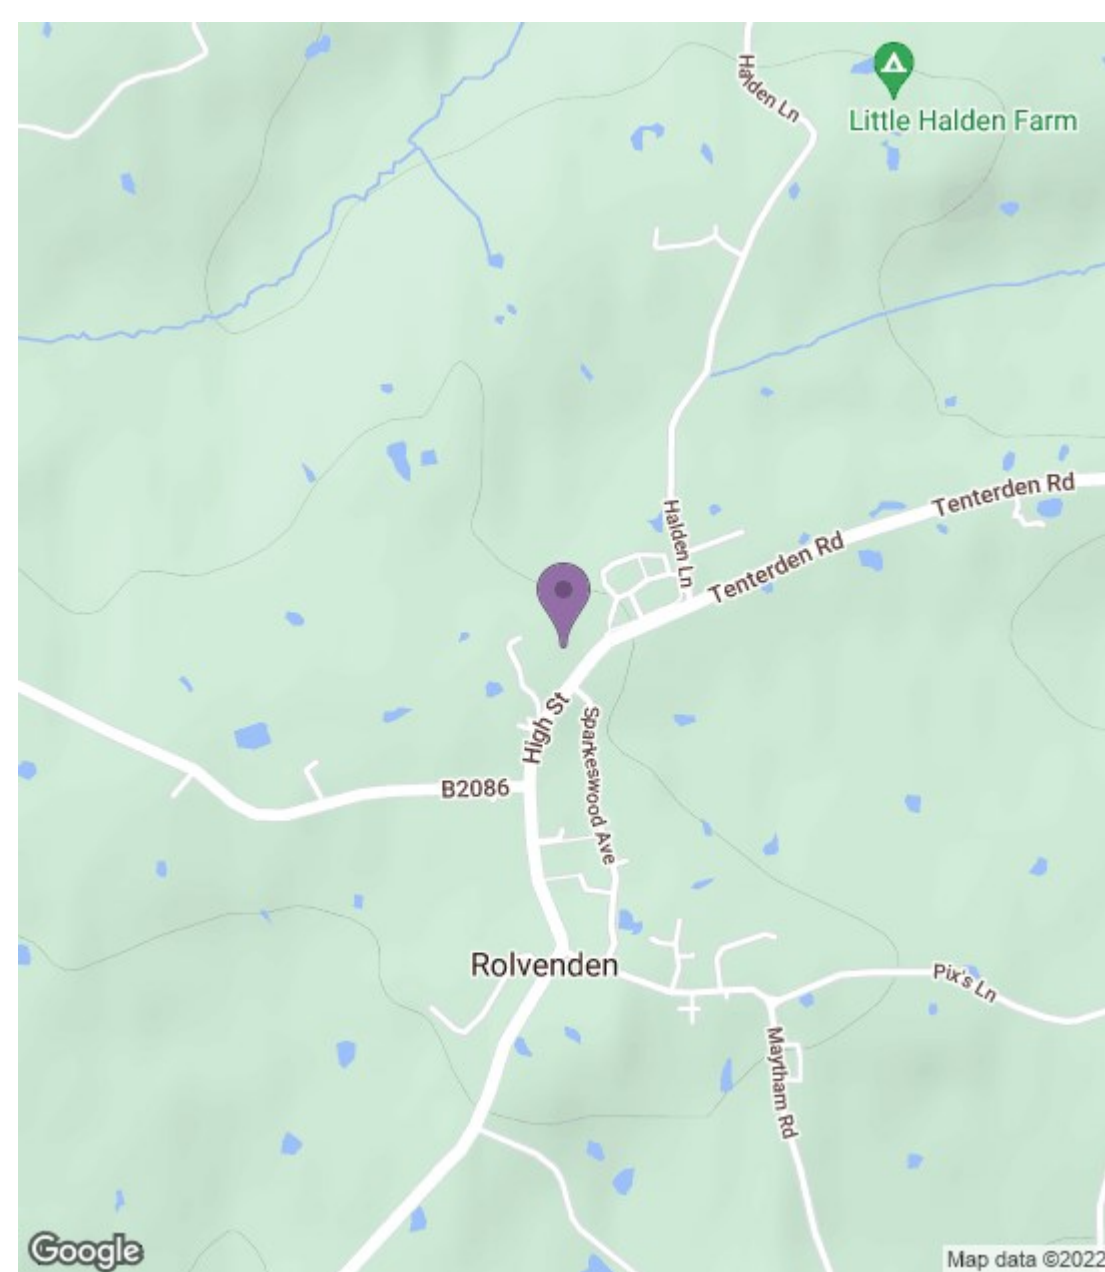 Halden Ln
Little Halden Farm
Tenterden Rd
Halden Ln
Tenterden Rd
High St
Sparkeswood Ave
B2086
Rolvenden
Pix's Ln
Maytham Rd
Google
Map data ©2022